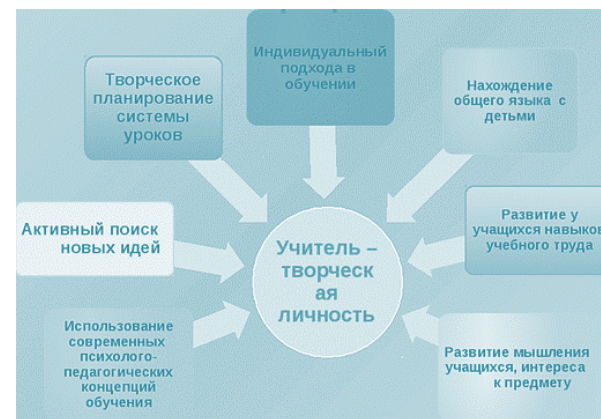 Индивидуальный
подхода в
обучении
Творческое
планирование
системы
уроков
Нахождение
общего языка с
детьми
Активный поиск
новых идей
Учитель –
творческ
ая
личность
Развитие у
учащихся навыков
учебного труда
Использование
современных
психолого-
педагогических
концепций
обучения
Развитие мышления
учащихся, интереса
к предмету